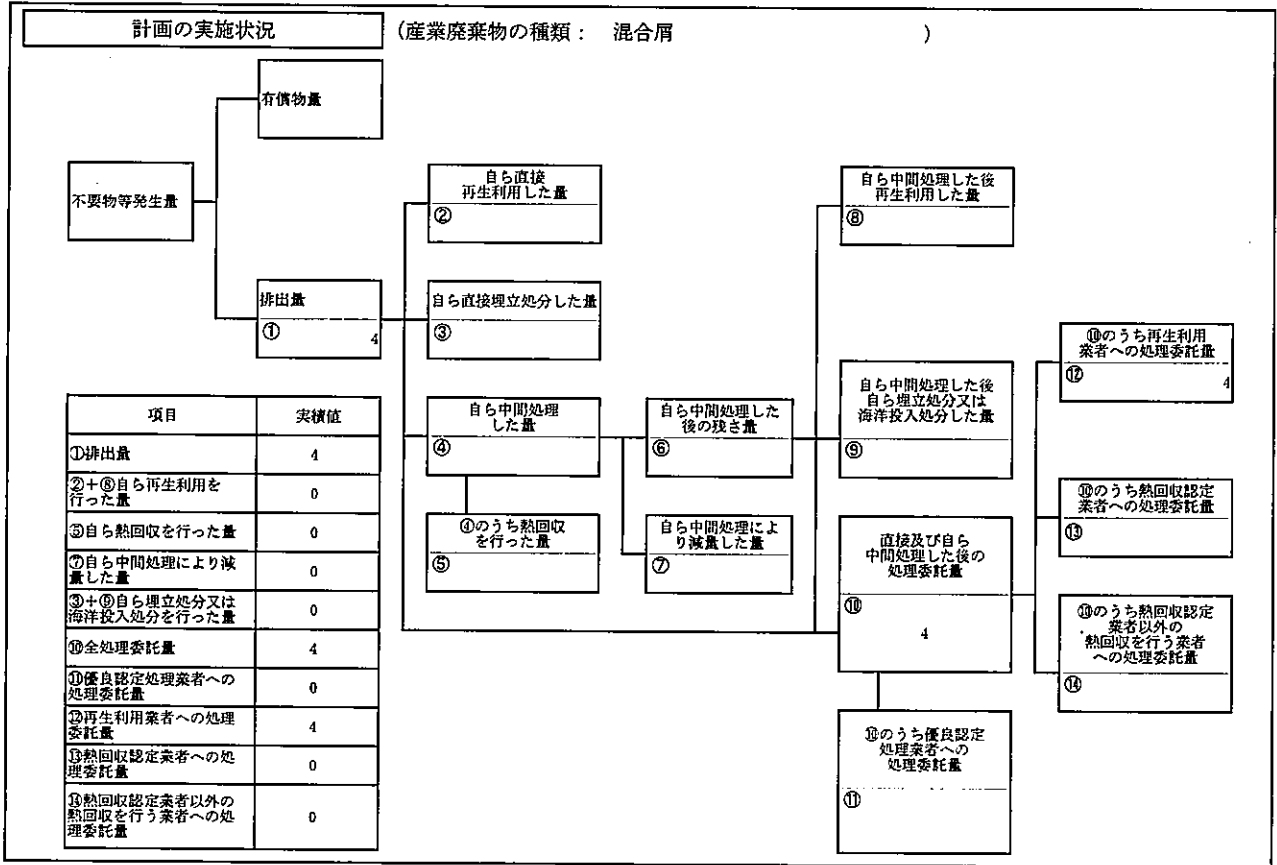 計画の実施状況
(産業廃棄物の種類： 混合屑 )
有償物量
不要物等発生量
排出量
①
4
自ら直接
再生利用した量
②
自ら直接埋立処分した量
③
自ら中間処理
した量
④
④のうち熱回収
を行った量
⑤
自ら中間処理した
後の残さ量
⑥
自ら中間処理によ
り減量した量
⑦
自ら中間処理した後
再生利用した量
⑧
自ら中間処理した後
自ら埋立処分又は
海洋投入処分した量
⑨
直接及び自ら
中間処理した後の
処理委託量
⑩
4
⑩のうち優良認定
処理業者への
処理委託量
⑪
⑩のうち再生利用
業者への処理委託量
⑫
4
⑩のうち熱回収認定
業者への処理委託量
⑬
⑩のうち熱回収認定
業者以外の
熱回収を行う業者
への処理委託量
⑭
項目 実績値
①排出量 4
②+⑧自ら再生利用を
行った量 0
⑤自ら熱回収を行った量 0
⑦自ら中間処理により減
量した量 0
③+⑨自ら埋立処分又は
海洋投入処分を行った量 0
⑩全処理委託量 4
⑪優良認定処理業者への
処理委託量 0
⑫再生利用業者への処理
委託量 4
⑬熱回収認定業者への処
理委託量 0
⑭熱回収認定業者以外の
熱回収を行う業者への処
理委託量 0